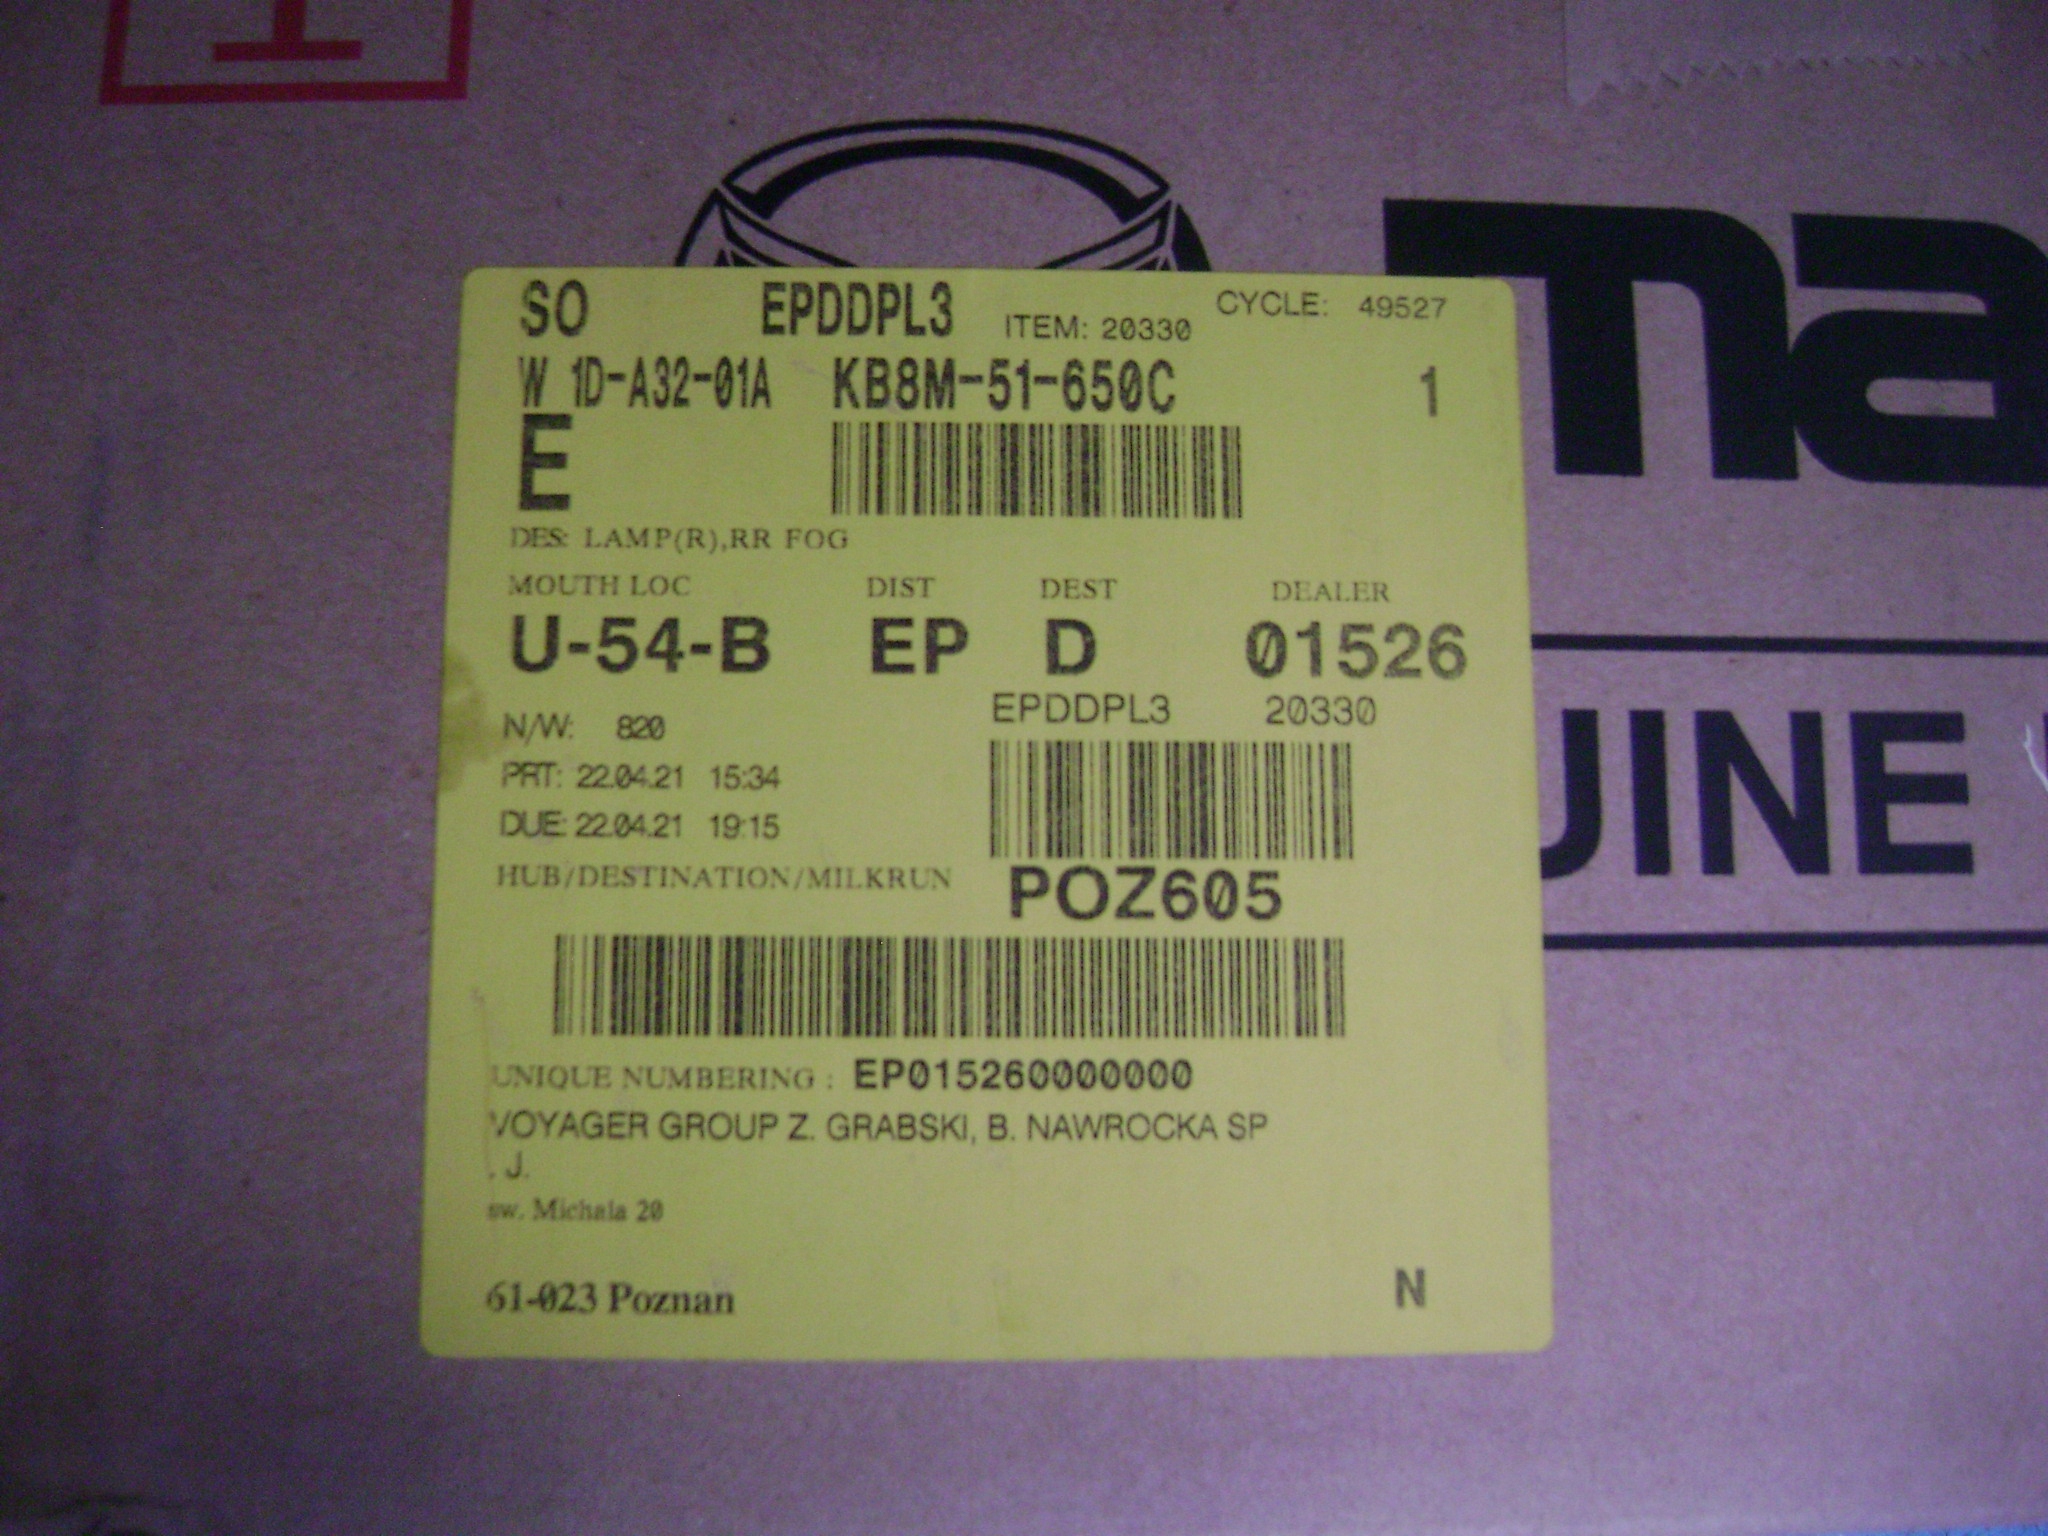 SO EPDDPL3 ITEM: 20330 CYCLE: 49527
W 1D-A32-01A KB8M-51-650C 1
E
DES: LAMP(R),RR FOG
MOUTH LOC DIST DEST DEALER
U-54-B EP D 01526
EPDDPL3 20330
N/W: 820
PRT: 22.04.21 15:34
DUE: 22.04.21 19:15
HUB/DESTINATION/MILKRUN POZ605
UNIQUE NUMBERING : EP015260000000
VOYAGER GROUP Z. GRABSKI, B. NAWROCKA SP
. J.
sw. Michala 20
61-023 Poznan N
ma
UINE